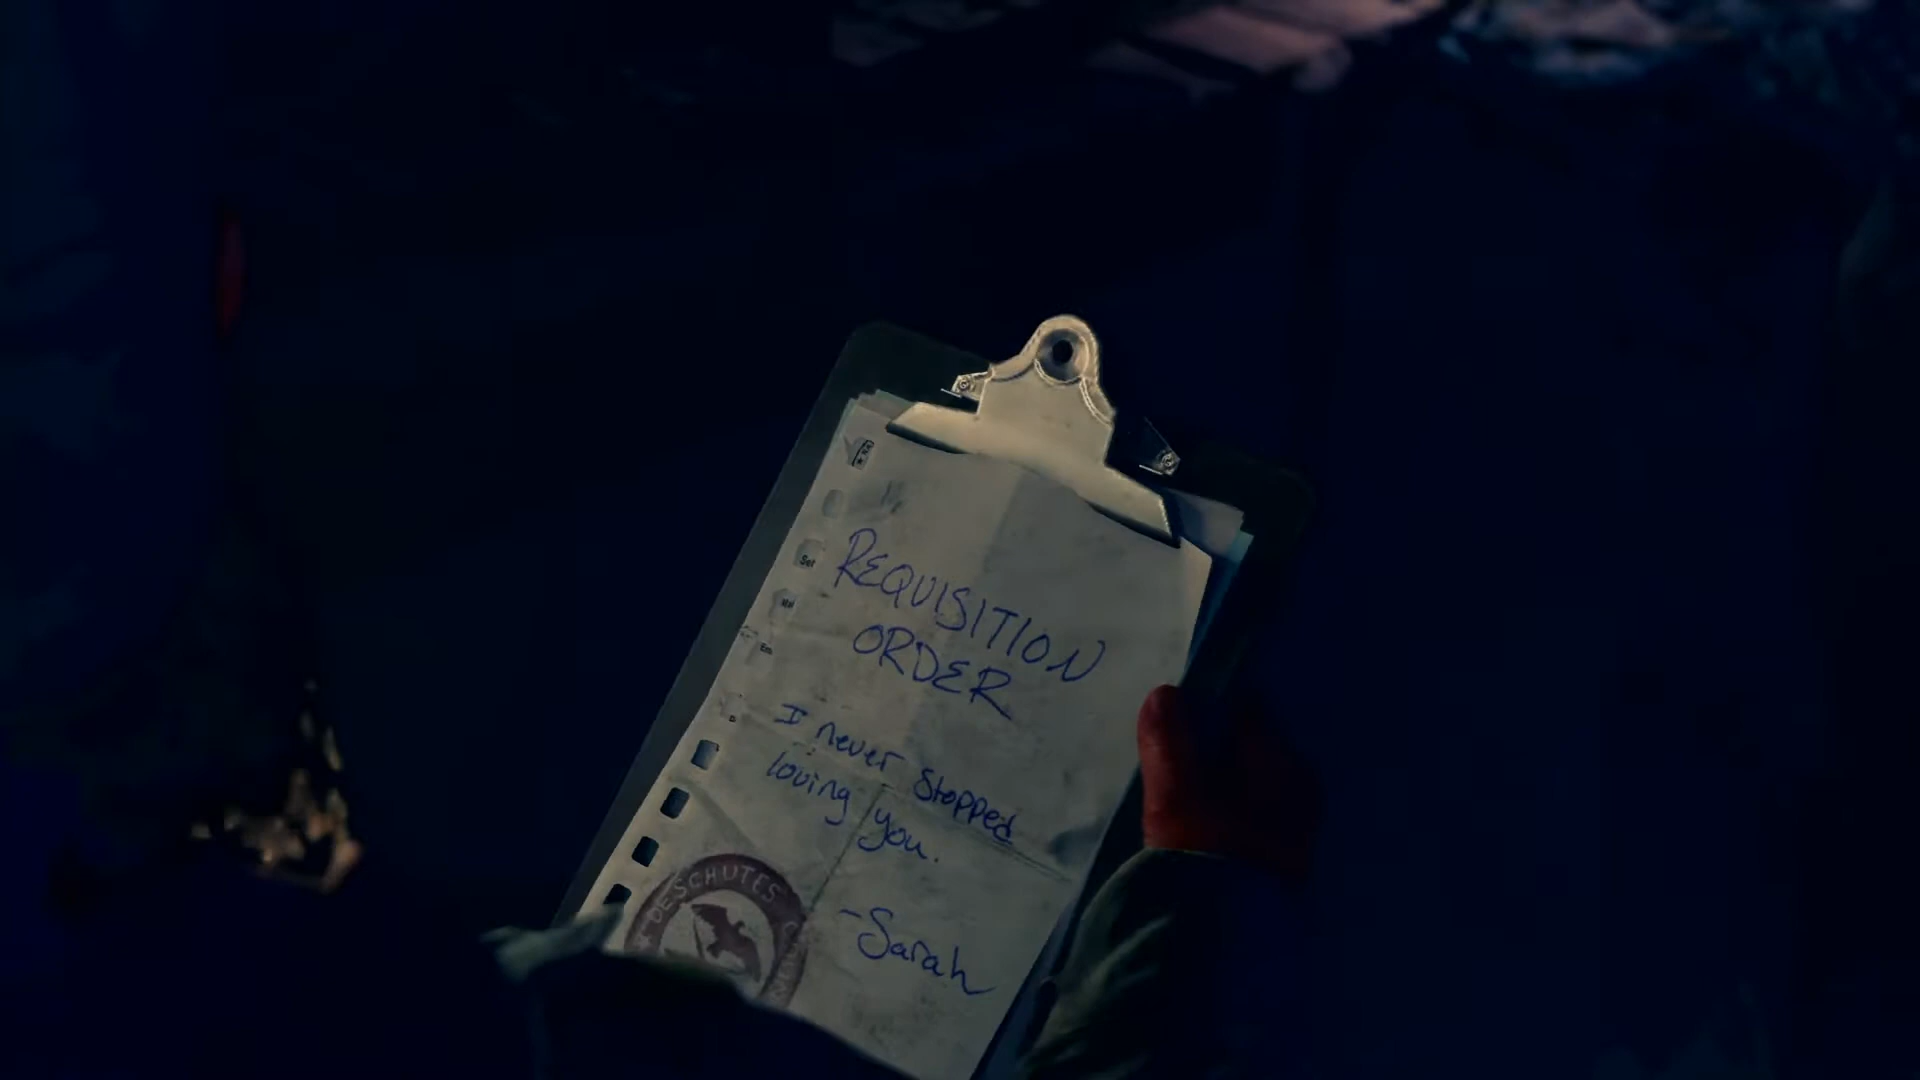 REQUISITION
ORDER
I never stopped
loving you.
-Sarah
DESCHUTES